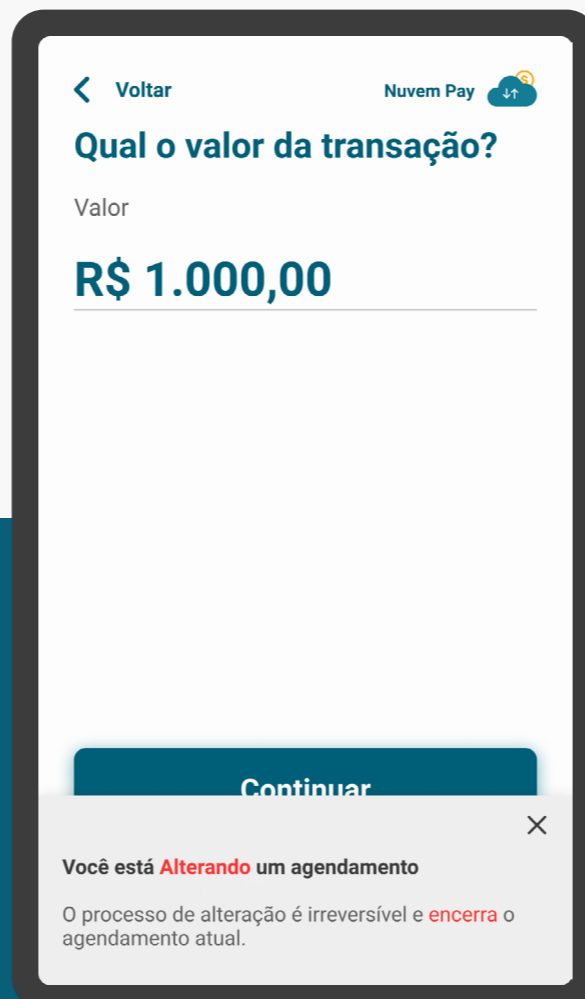 Voltar
Nuvem Pay
Qual o valor da transação?
Valor
R$ 1.000,00
Continuar
Você está Alterando um agendamento
O processo de alteração é irreversível e encerra o
agendamento atual.